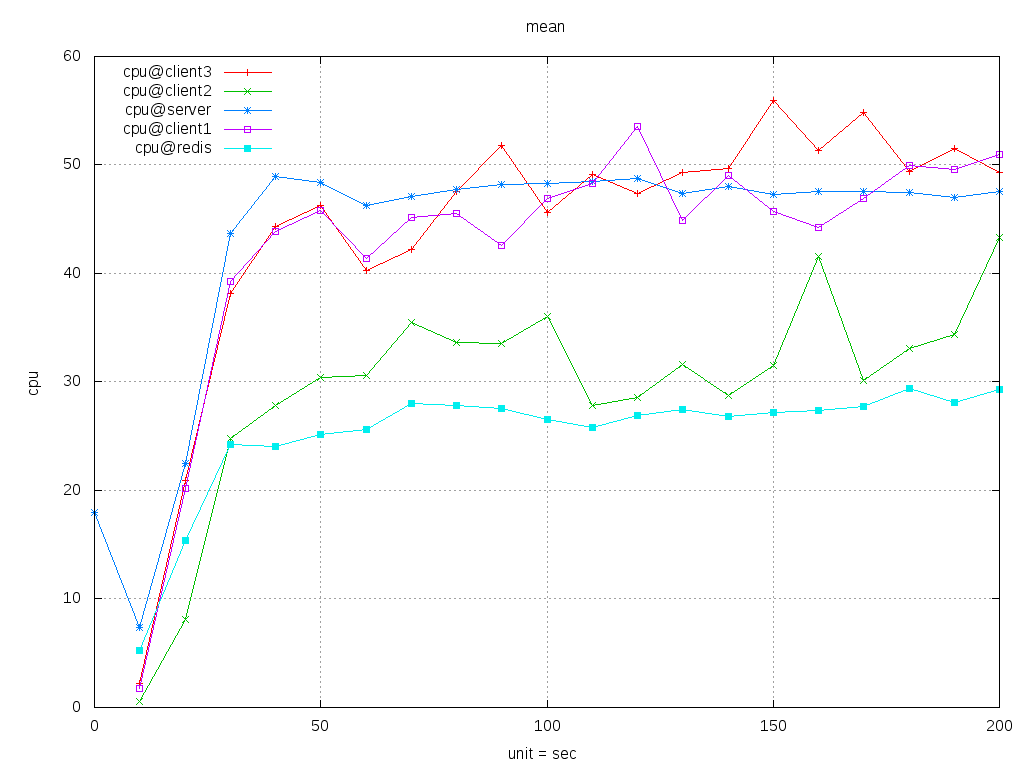 mean
cpu@client3
cpu@client2
cpu@server
cpu@client1
cpu@redis
60
50
40
30
20
10
0
cpu
0 50 100 150 200
unit = sec